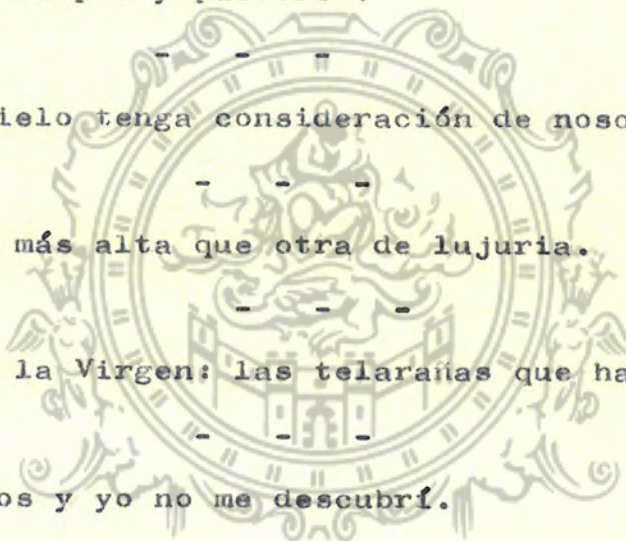 - - -
ielo tenga consideración de noso
- - -
más alta que otra de lujuria.
- - -
la Virgen: las telarañas que ha
- - -
os y yo no me descubrí.